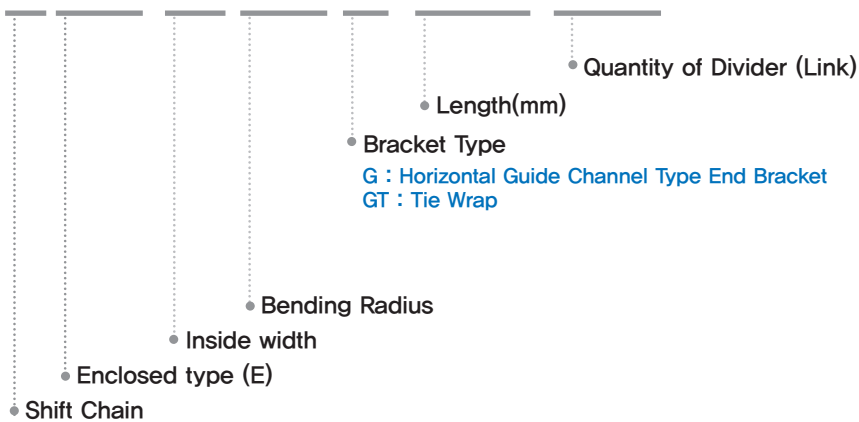 Quantity of Divider (Link)
Length(mm)
Bracket Type
G : Horizontal Guide Channel Type End Bracket
GT : Tie Wrap
Bending Radius
Inside width
Enclosed type (E)
Shift Chain